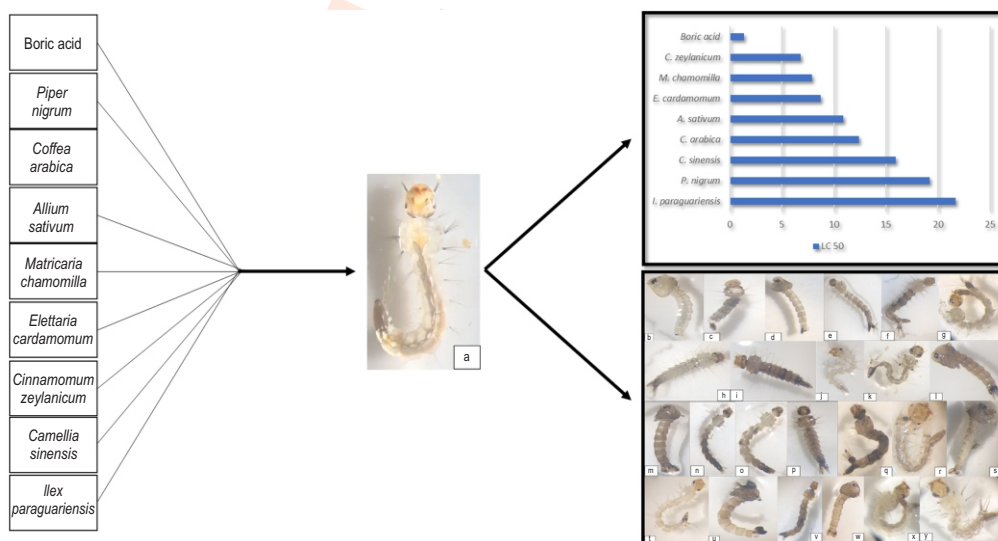 Boric acid
Piper
nigrum
Coffea
arabica
Allium
sativum
Matricaria
chamomilla
Elettaria
cardamomum
Cinnamomum
zeylanicum
Camellia
sinensis
Ilex
paraguariensis
a
Boric acid
C. zeylanicum
M. chamomilla
E. cardamomum
A. sativum
C. arabica
C. sinensis
P. nigrum
I. paraguariensis
0 5 10 15 20 25
LC 50
b c d e f g
h i j k l
m n o p q r s
t u v w x y